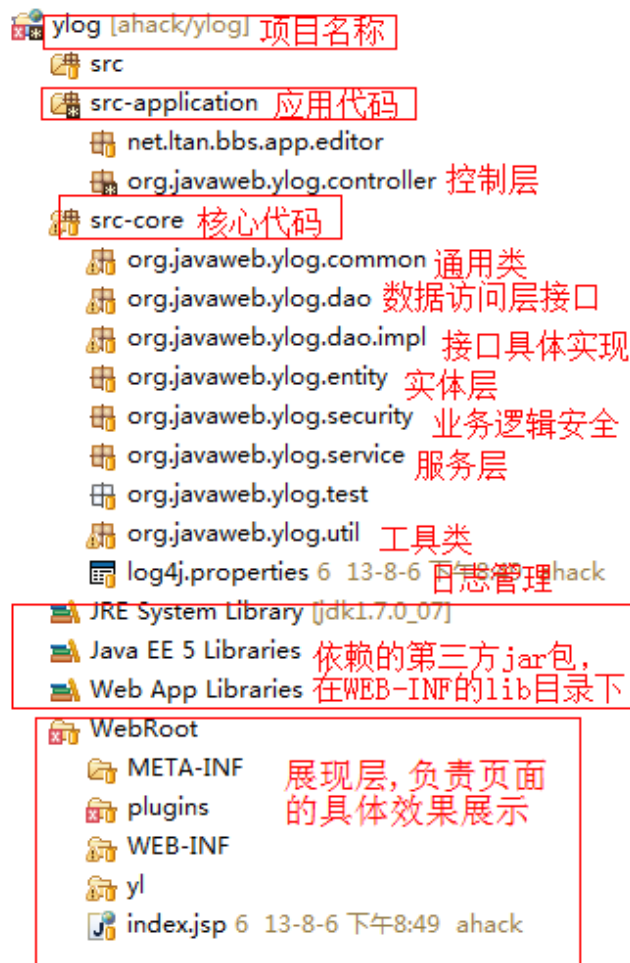 ylog [ahack/ylog] 项目名称
src
src-application 应用代码
net.ltan.bbs.app.editor
org.javaweb.ylog.controller 控制层
src-core 核心代码
org.javaweb.ylog.common 通用类
org.javaweb.ylog.dao 数据访问层接口
org.javaweb.ylog.dao.impl 接口具体实现
org.javaweb.ylog.entity 实体层
org.javaweb.ylog.security 业务逻辑安全
org.javaweb.ylog.service 服务层
org.javaweb.ylog.test
org.javaweb.ylog.util 工具类
log4j.properties 6 13-8-6 下午8:49 ahack 日志管理
JRE System Library [jdk1.7.0_07]
Java EE 5 Libraries 依赖的第三方jar包，
Web App Libraries 在WEB-INF的lib目录下
WebRoot
META-INF 展现层,负责页面
plugins 的具体效果展示
WEB-INF
yl
index.jsp 6 13-8-6 下午8:49 ahack